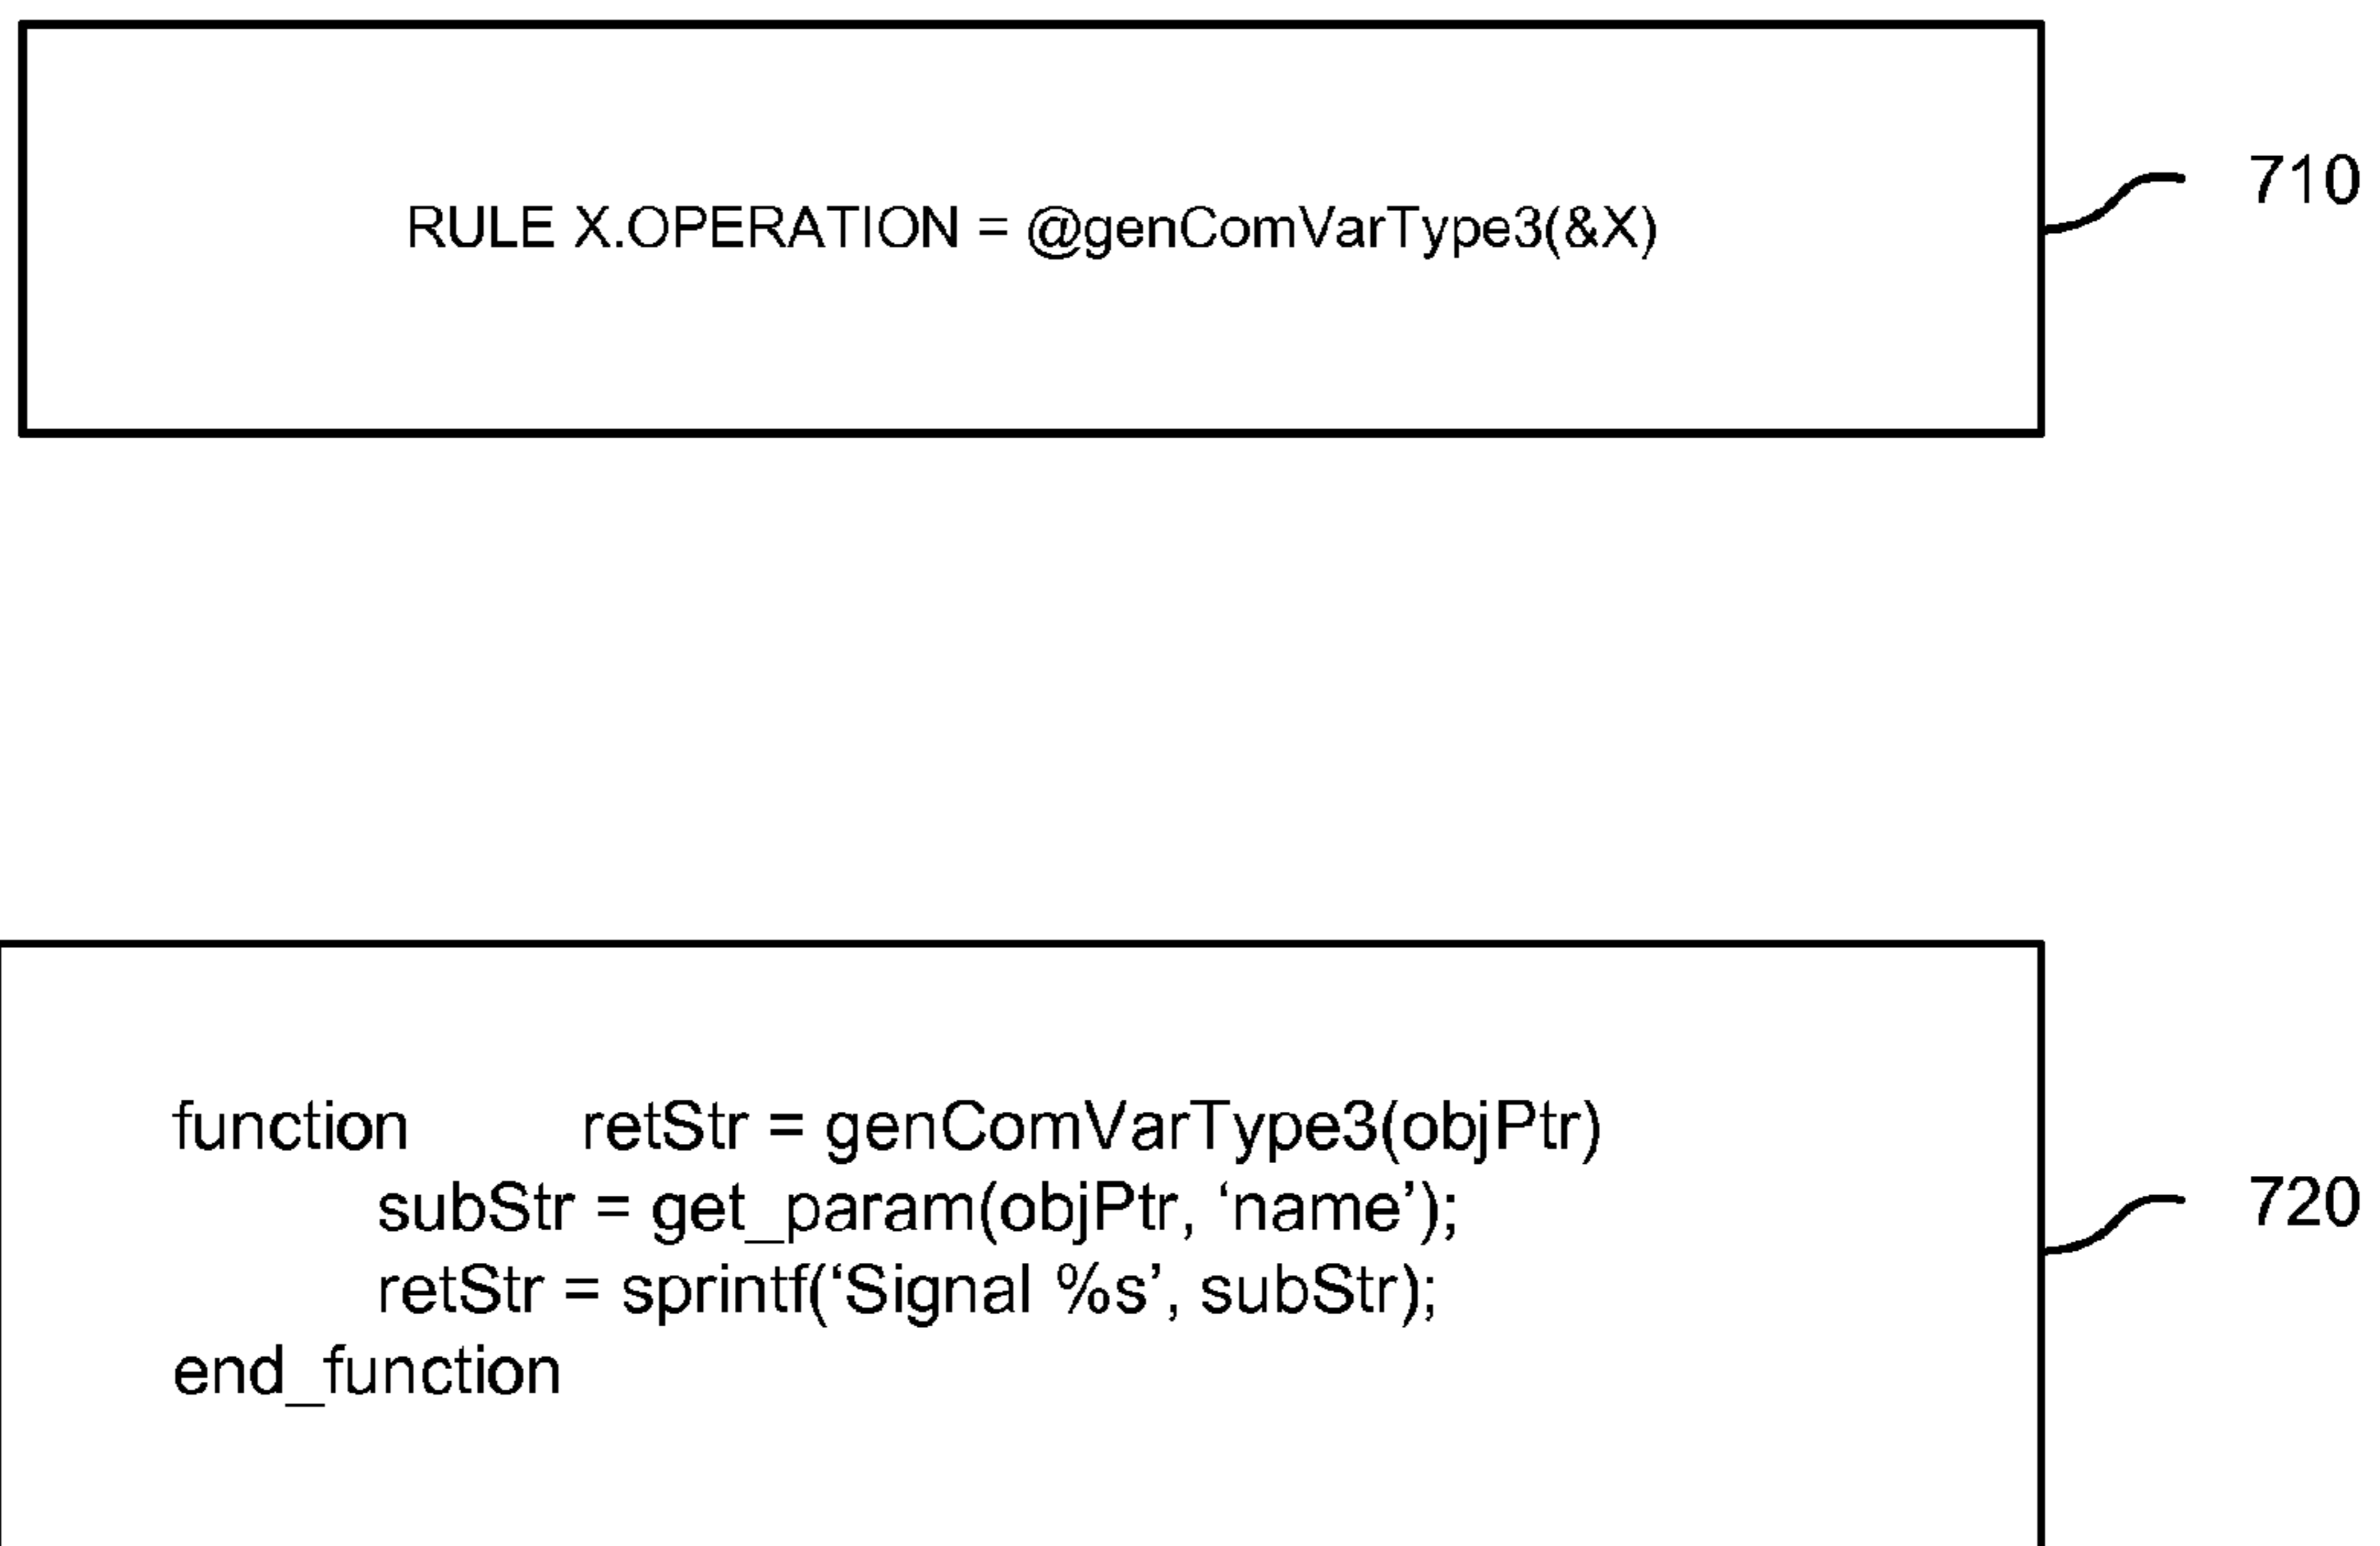 RULE X.OPERATION = @genComVarType3(&X)
710
function retStr = genComVarType3(objPtr)
subStr = get_param(objPtr, ‘name’);
retStr = sprintf(‘Signal %s’, subStr);
end_function
720